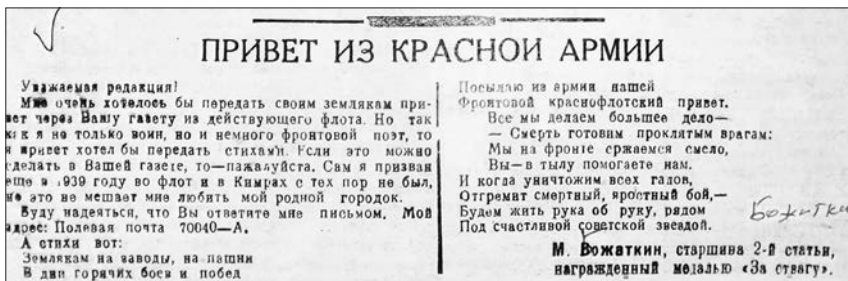 ПРИВЕТ ИЗ КРАСНОЙ АРМИИ
Уважаемая редакция!
Мне очень хотелось бы передать своим землякам при-
вет через Вашу газету из действующего флота. Но так
как я не только воин, но и немного фронтовой поэт, то
я привет хотел бы передать стихами. Если это можно
сделать в Вашей газете, то—пажалуйста. Сам я призван
еще в 1939 году во флот и в Кимрах с тех пор не был,
но это не мешает мне любить мой родной городок.
Буду надеяться, что Вы ответите мне письмом. Мой
адрес: Полевая почта 70040—А.
А стихи вот:
Землякам на заводы, на пашни
В дни горячих боев и побед
Посылаю из армии нашей
Фронтовой краснофлотский привет.
Все мы делаем большее дело—
— Смерть готовим проклятым врагам:
Мы на фронте сражаемся смело,
Вы—в тылу помогаете нам.
И когда уничтожим всех гадов,
Отгремит смертный, яростный бой,—
Будем жить рука об руку, рядом
Под счастливой советской звездой.
Божитки
М. Вожаткин, старшина 2-й статьи,
награжденный медалью «За отвагу».